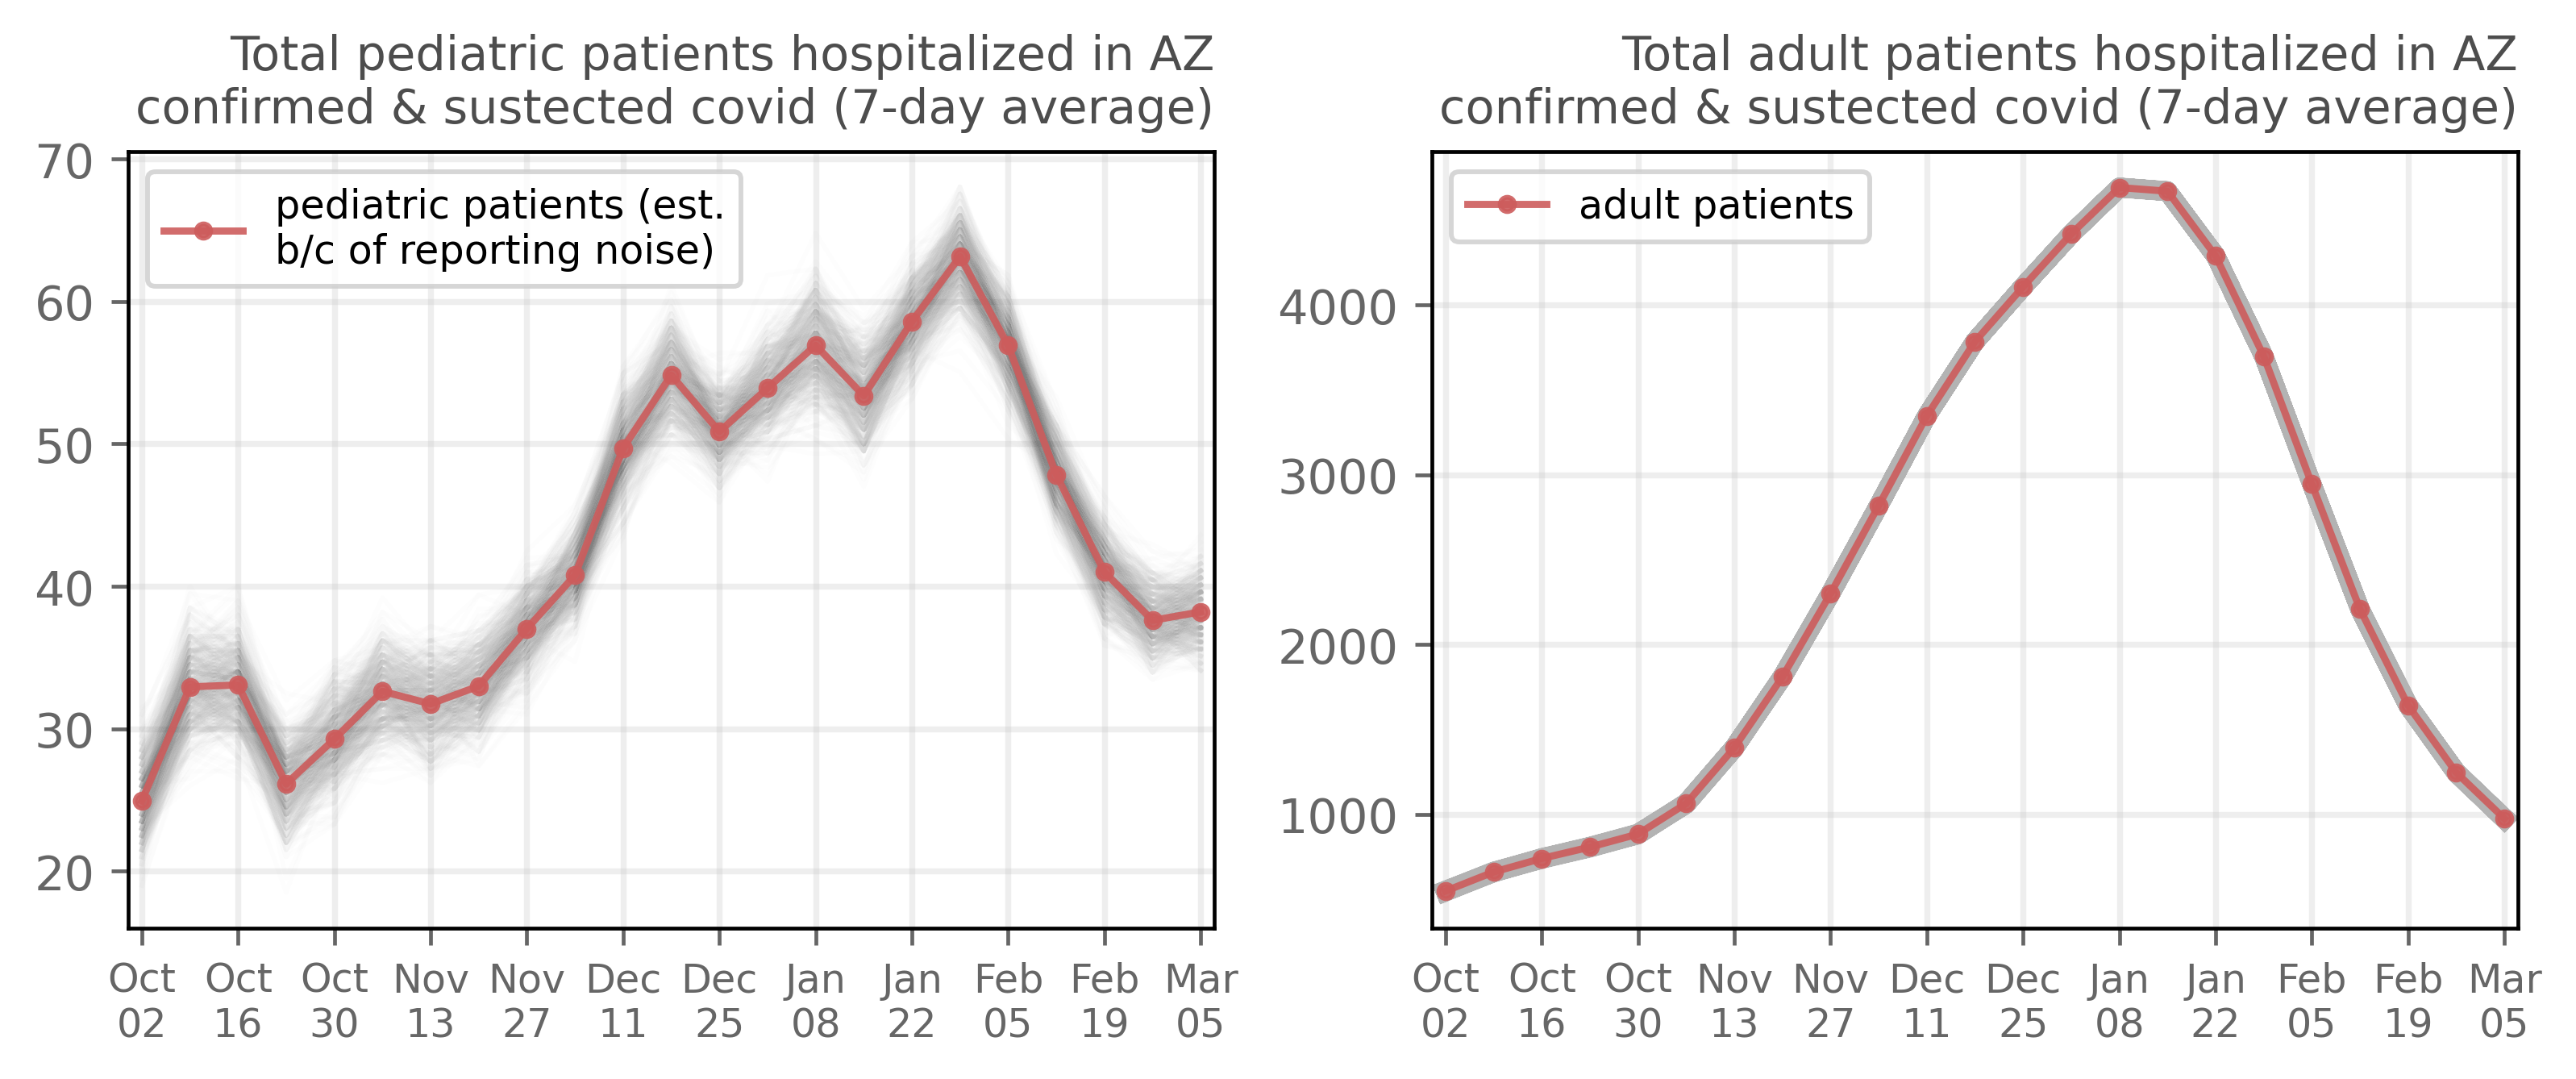 Total pediatric patients hospitalized in AZ
confirmed & sustected covid (7-day average)
70
60
50
40
30
20
pediatric patients (est.
b/c of reporting noise)
Oct Oct Oct Nov Nov Dec Dec Jan Jan Feb Feb Mar
02 16 30 13 27 11 25 08 22 05 19 05
Total adult patients hospitalized in AZ
confirmed & sustected covid (7-day average)
adult patients
4000
3000
2000
1000
Oct Oct Oct Nov Nov Dec Dec Jan Jan Feb Feb Mar
02 16 30 13 27 11 25 08 22 05 19 05